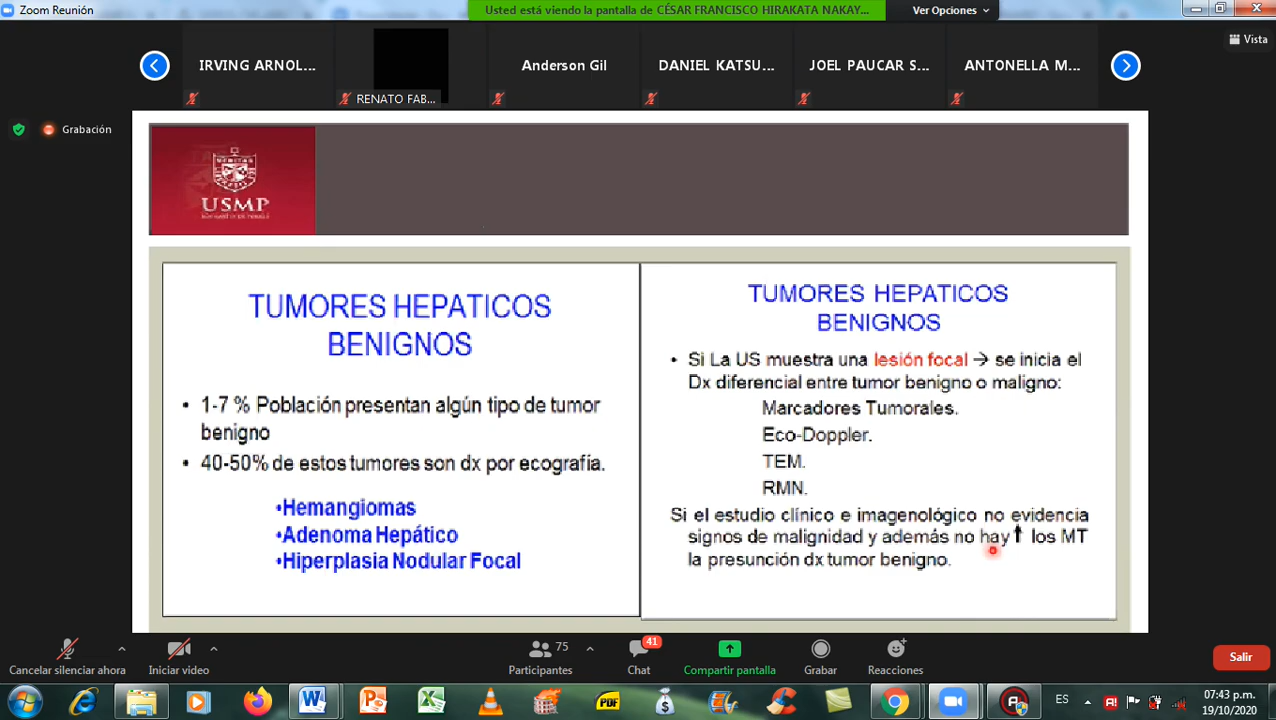 Zoom Reunión
Usted está viendo la pantalla de CÉSAR FRANCISCO HIRAKATA NAKAY...
Ver Opciones
Vista
IRVING ARNOL...
RENATO FAB...
Anderson Gil
DANIEL KATSU...
JOEL PAUCAR S...
ANTONELLA M...
Grabación
USMP
TUMORES HEPATICOS
BENIGNOS
• 1-7 % Población presentan algún tipo de tumor
benigno
• 40-50% de estos tumores son dx por ecografía.
•Hemangiomas
•Adenoma Hepático
•Hiperplasia Nodular Focal
TUMORES HEPATICOS
BENIGNOS
• Sì La US muestra una lesión focal → se inicia el
Dx diferencial entre tumor benigno o maligno:
Marcadores Tumorales.
Eco-Doppler.
TEM.
RMN.
Si el estudio clínico e imagenológico no evidencia
signos de malignidad y además no hay ↑ los MT
la presunción dx tumor benigno.
Cancelar silenciar ahora
Iniciar video
75
Participantes
41
Chat
Compartir pantalla
Grabar
Reacciones
Salir
PDF
ES
07:43 p.m.
19/10/2020